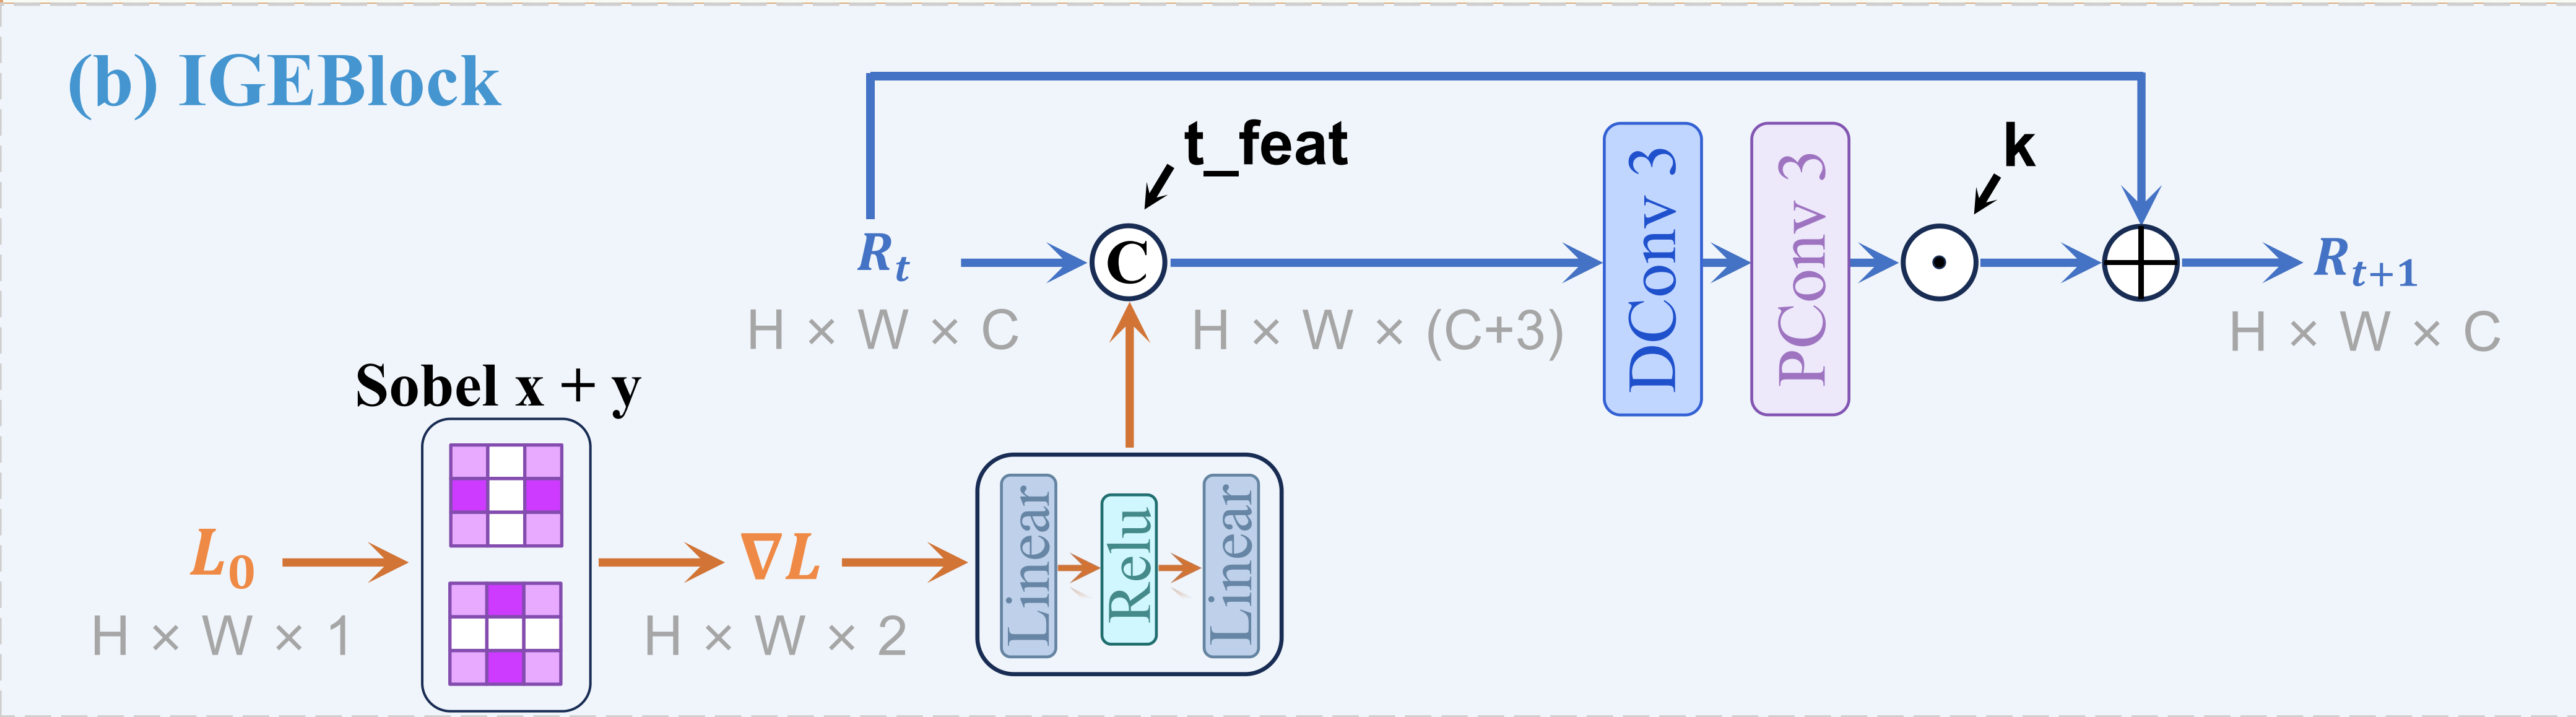 (b) IGEBlock
t_feat
k
R_t
C
DConv 3
PConv 3
R_{t+1}
H × W × C
H × W × (C+3)
H × W × C
Sobel x + y
L_0
∇L
Linear
Relu
Linear
H × W × 1
H × W × 2